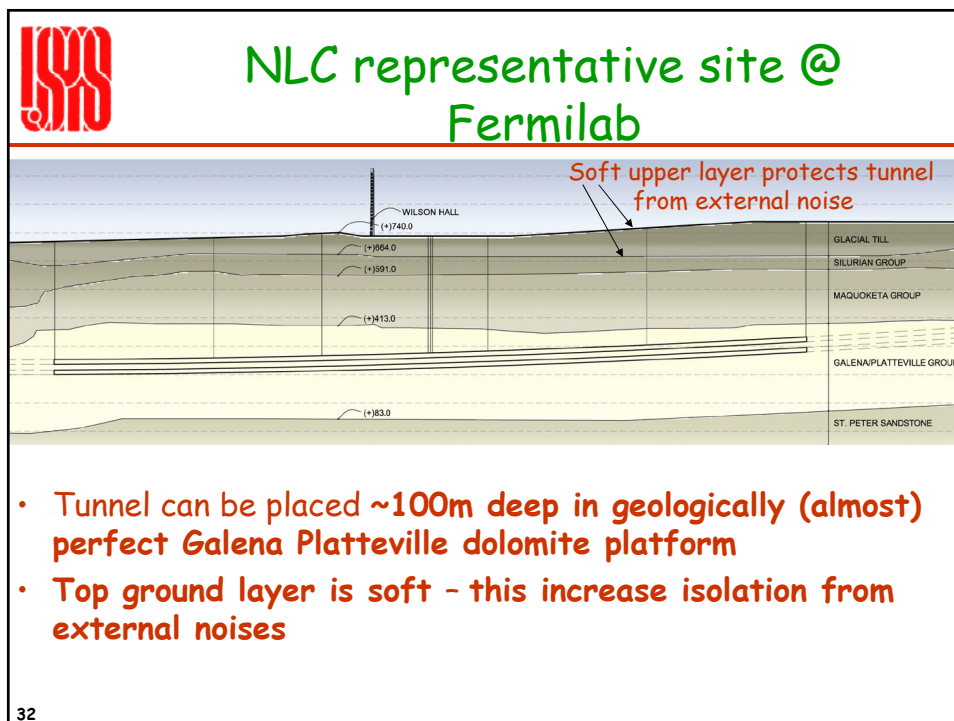 NLC representative site @
Fermilab
Soft upper layer protects tunnel
from external noise
WILSON HALL
(+)740.0
GLACIAL TILL
(+)664.0
SILURIAN GROUP
(+)591.0
MAQUOKETA GROUP
(+)413.0
GALENA/PLATTEVILLE GROUP
(+)83.0
ST. PETER SANDSTONE
• Tunnel can be placed ~100m deep in geologically (almost)
perfect Galena Platteville dolomite platform
• Top ground layer is soft – this increase isolation from
external noises
32